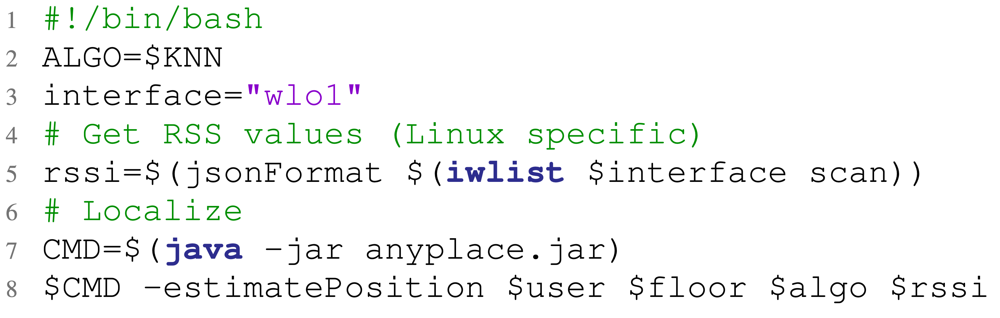 1 #!/bin/bash
2 ALGO=$KNN
3 interface="wlo1"
4 # Get RSS values (Linux specific)
5 rssi=$(jsonFormat $(iwlist $interface scan))
6 # Localize
7 CMD=$(java -jar anyplace.jar)
8 $CMD -estimatePosition $user $floor $algo $rssi